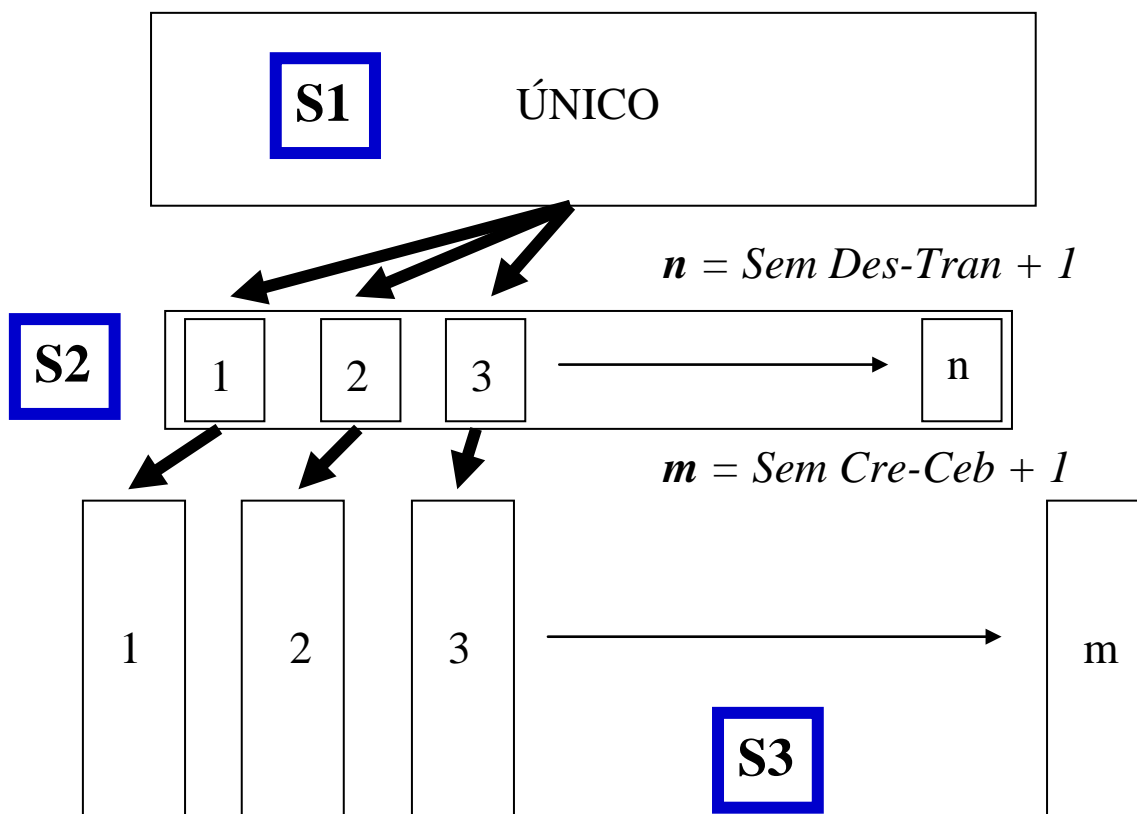 S1 ÚNICO
n = Sem Des-Tran + 1
S2 1 2 3 n
m = Sem Cre-Ceb + 1
1 2 3 m
S3